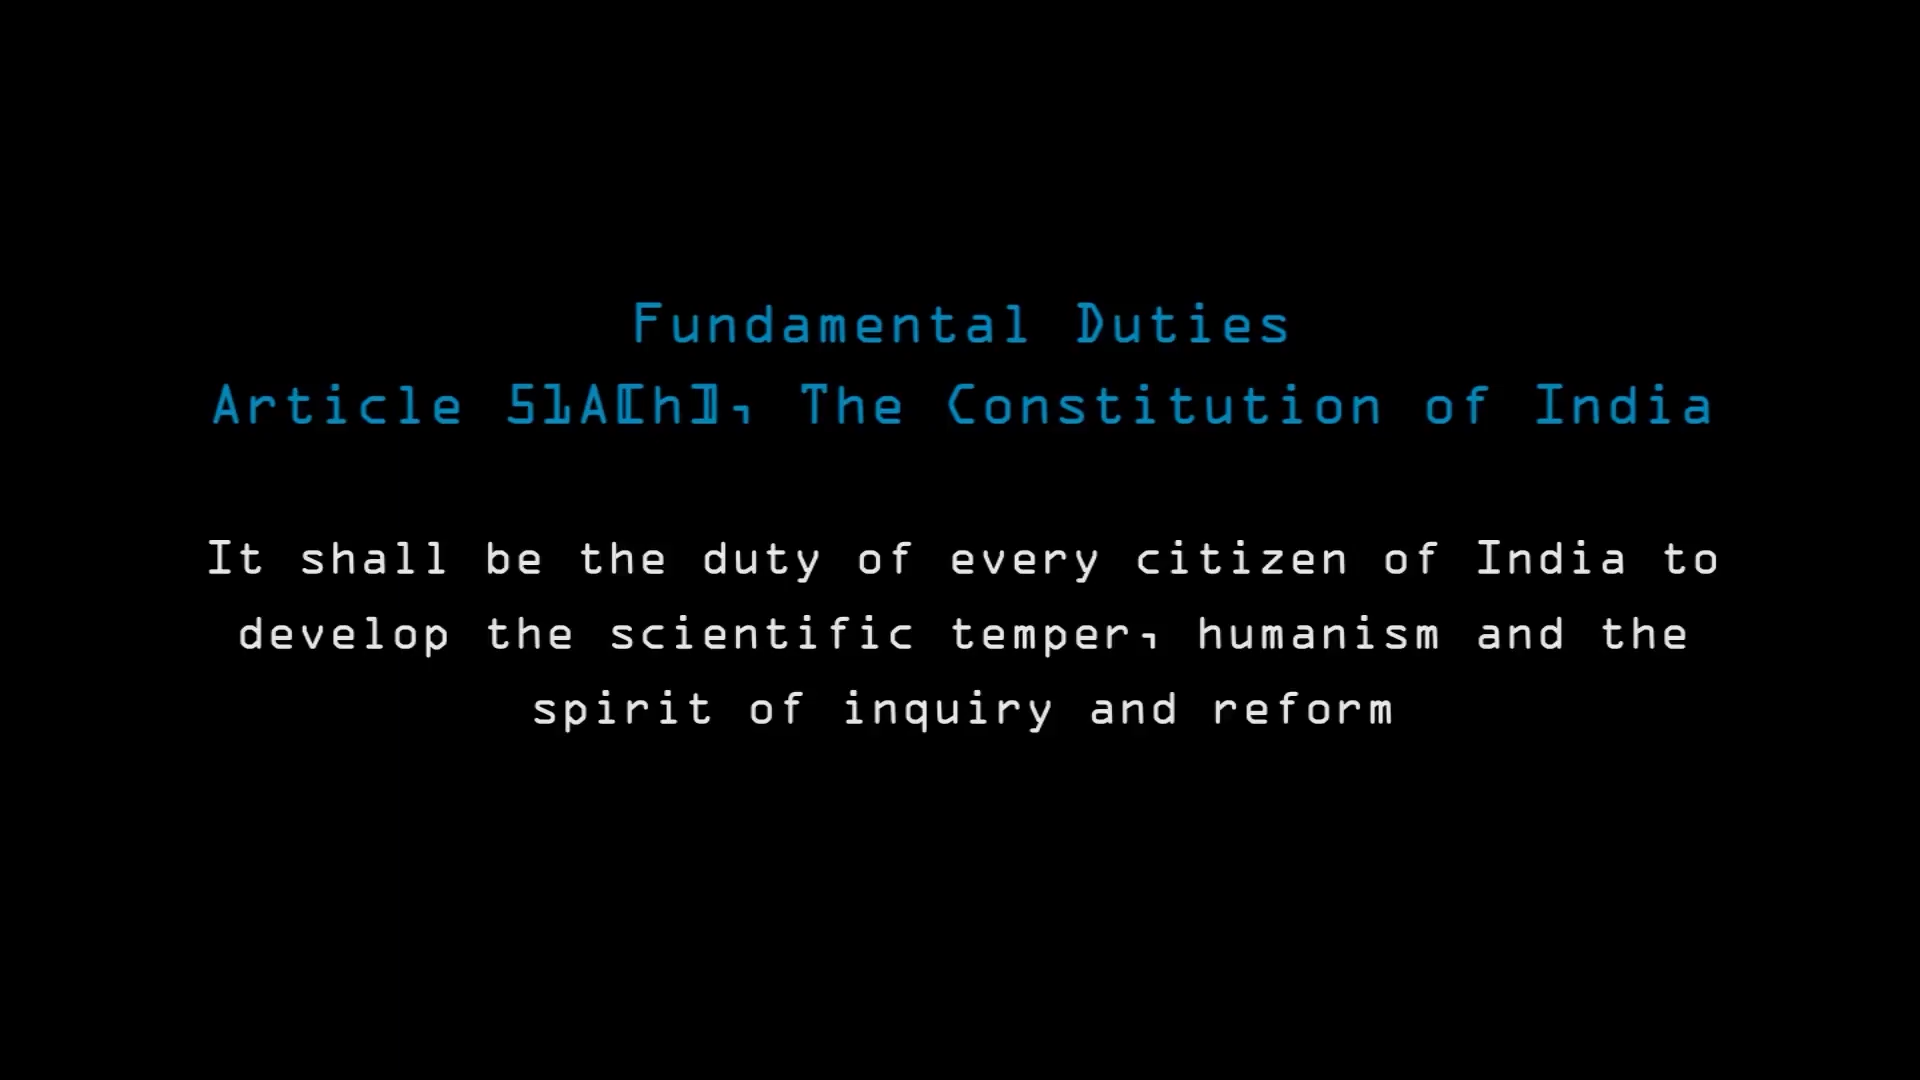 Fundamental Duties
Article 51A[h], The Constitution of India
It shall be the duty of every citizen of India to
develop the scientific temper, humanism and the
spirit of inquiry and reform